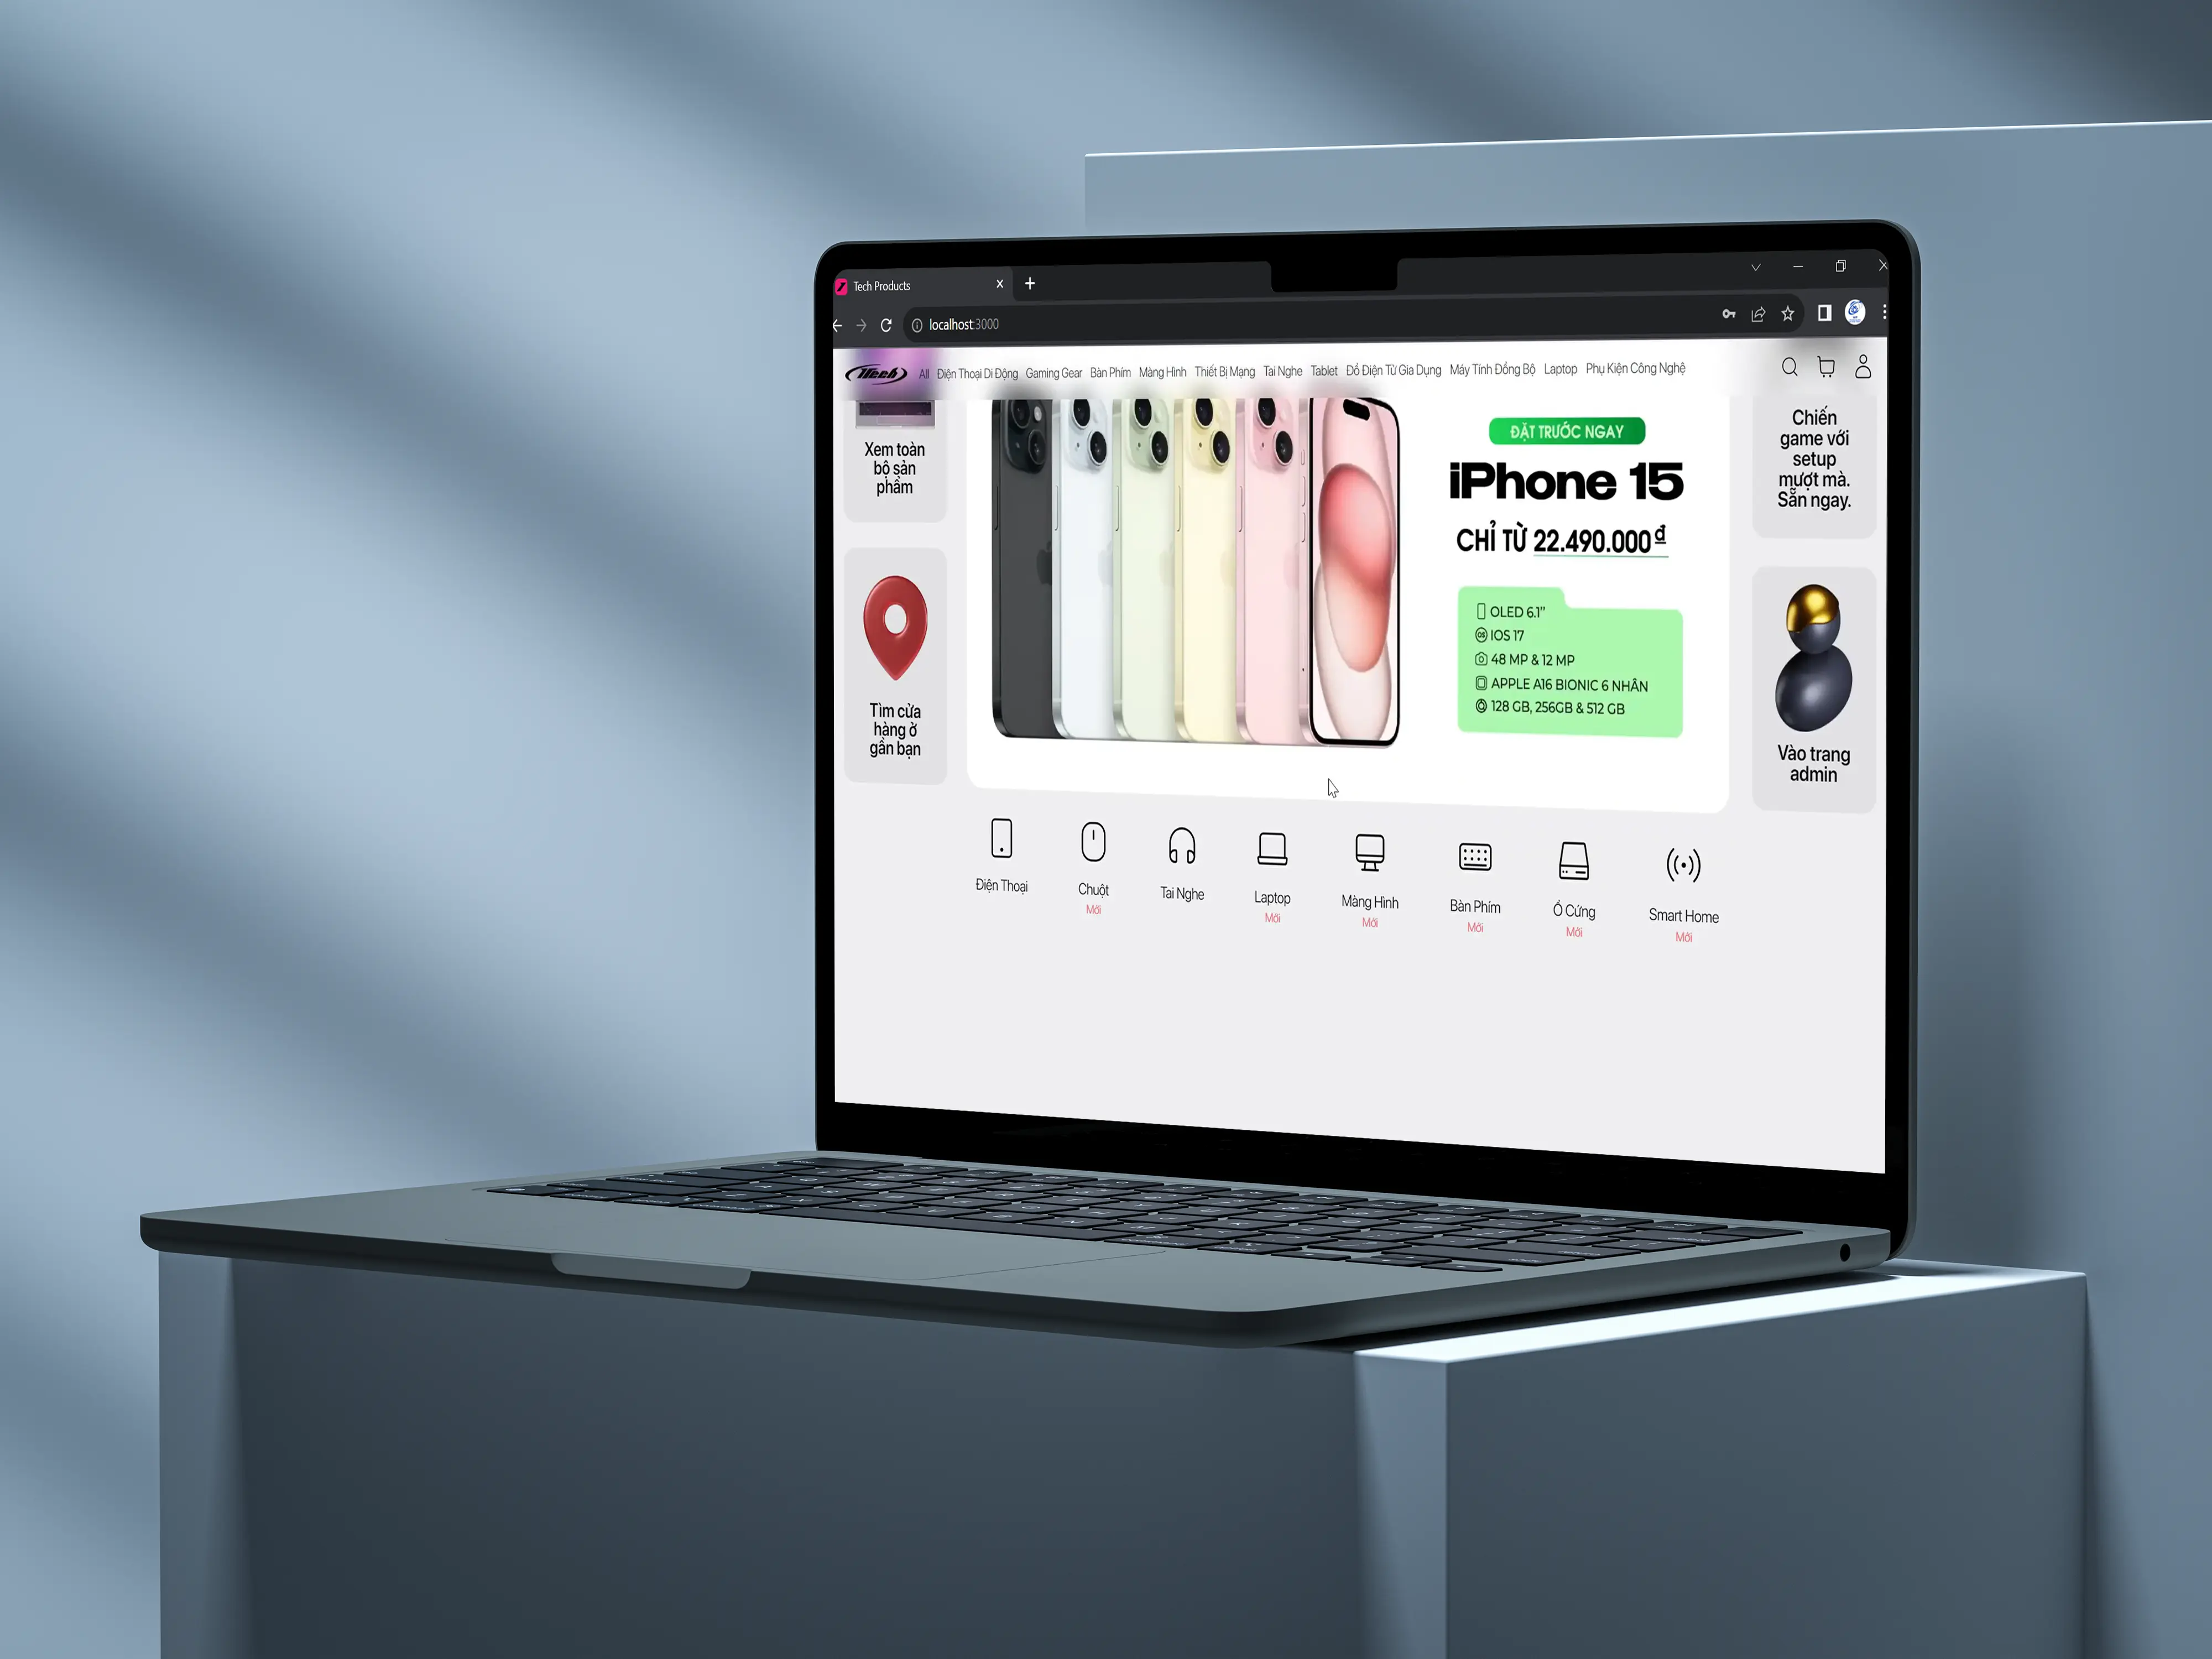 Tech Products
localhost:3000
Tech
All Điện Thoại Di Động Gaming Gear Bàn Phím Màng Hình Thiết Bị Mạng Tai Nghe Tablet Đồ Điện Tử Gia Dụng Máy Tính Đồng Bộ Laptop Phụ Kiện Công Nghệ
Xem toàn
bộ sản
phẩm
Tìm cửa
hàng ở
gần bạn
ĐẶT TRƯỚC NGAY
iPhone 15
CHỈ TỪ 22.490.000đ
OLED 6.1”
IOS 17
48 MP & 12 MP
APPLE A16 BIONIC 6 NHÂN
128 GB, 256GB & 512 GB
Chiến
game với
setup
mượt mà.
Sẵn ngay.
Vào trang
admin
Điện Thoại
Chuột
Mới
Tai Nghe
Laptop
Mới
Màng Hình
Mới
Bàn Phím
Mới
Ổ Cứng
Mới
Smart Home
Mới